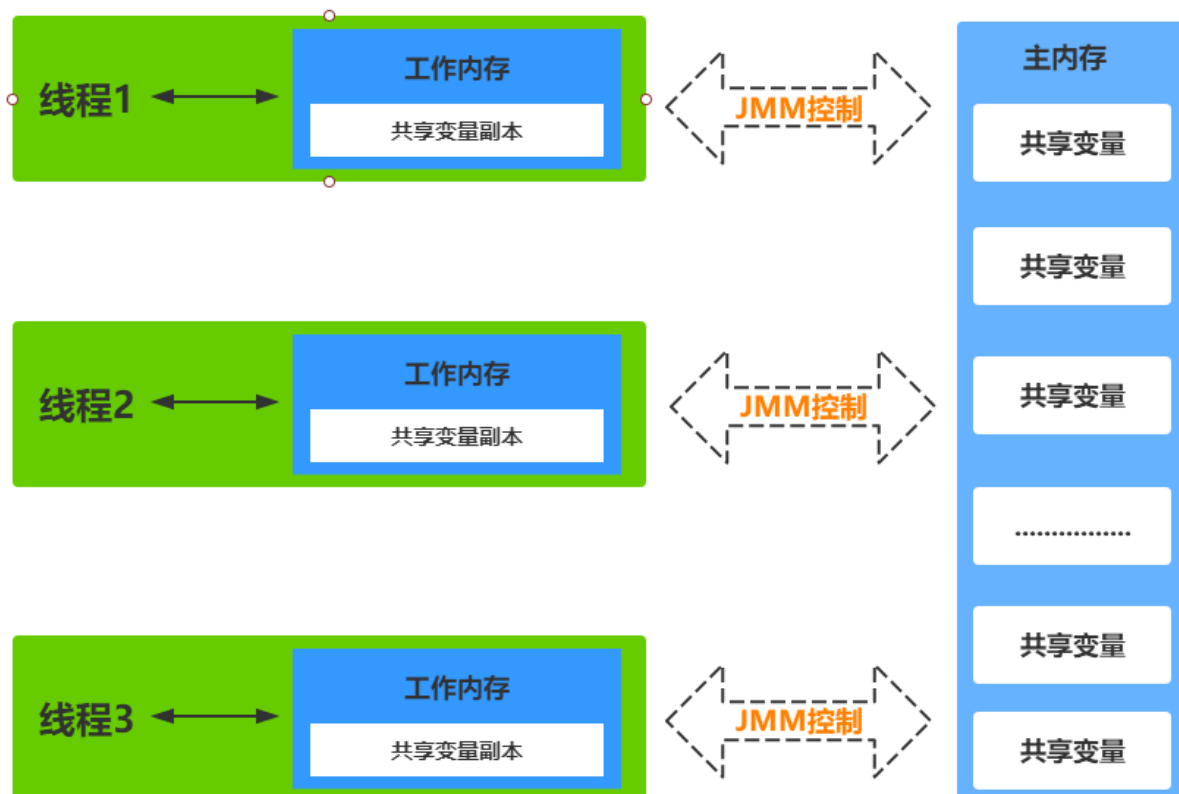 线程1
工作内存
共享变量副本
JMM控制
主内存
共享变量
共享变量
线程2
工作内存
共享变量副本
JMM控制
共享变量
................
线程3
工作内存
共享变量副本
JMM控制
共享变量
共享变量